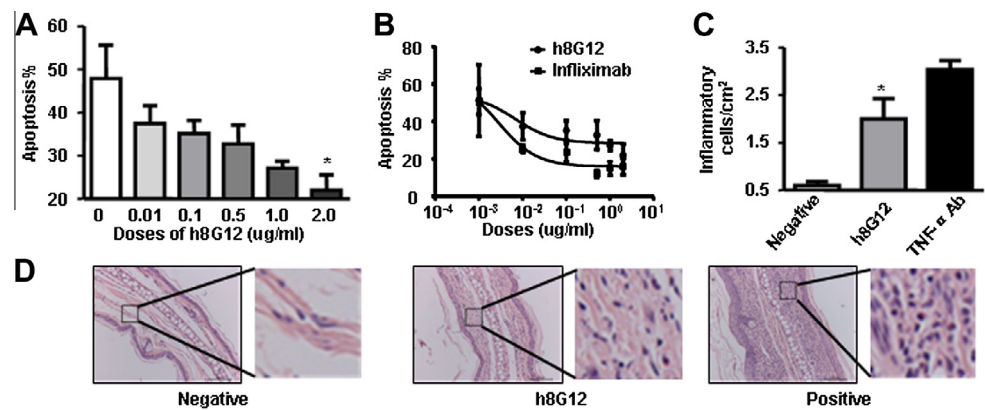 A
Apoptosis%
60
50
40
30
20
0 0.01 0.1 0.5 1.0 2.0
*
Doses of h8G12 (ug/ml)
B
Apoptosis %
80
60
40
20
0
10⁻⁴ 10⁻³ 10⁻² 10⁻¹ 10⁰ 10¹
Doses (ug/ml)
h8G12
Infliximab
C
Inflammatory
cells/cm²
3.5
2.5
1.5
0.5
*
Negative
h8G12
TNF-α Ab
D
Negative
h8G12
Positive